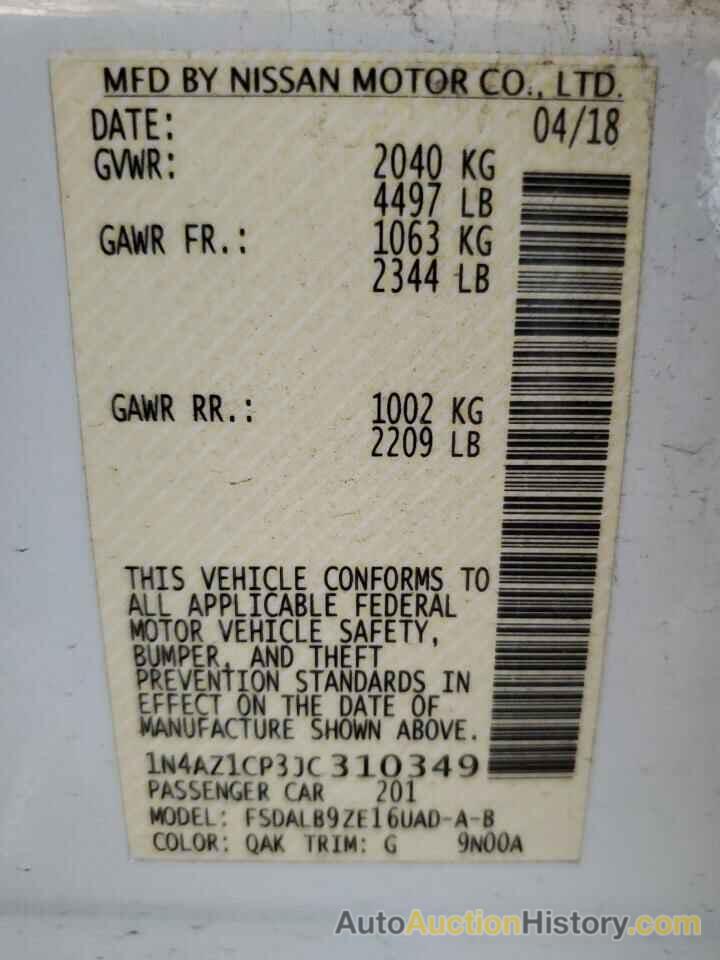 MFD BY NISSAN MOTOR CO., LTD.
DATE: 04/18
GVWR: 2040 KG
4497 LB
GAWR FR.: 1063 KG
2344 LB
GAWR RR.: 1002 KG
2209 LB
THIS VEHICLE CONFORMS TO
ALL APPLICABLE FEDERAL
MOTOR VEHICLE SAFETY,
BUMPER, AND THEFT
PREVENTION STANDARDS IN
EFFECT ON THE DATE OF
MANUFACTURE SHOWN ABOVE.
1N4AZ1CP3JC310349
PASSENGER CAR 201
MODEL: FSDALB9ZE16UAD-A-B
COLOR: QAK TRIM: G 9N00A
AutoAuctionHistory.com